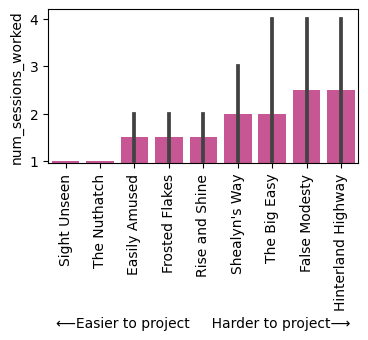 num_sessions_worked
4
3
2
1
Sight Unseen
The Nuthatch
Easily Amused
Frosted Flakes
Rise and Shine
Shealyn's Way
The Big Easy
False Modesty
Hinterland Highway
⟵Easier to project Harder to project⟶